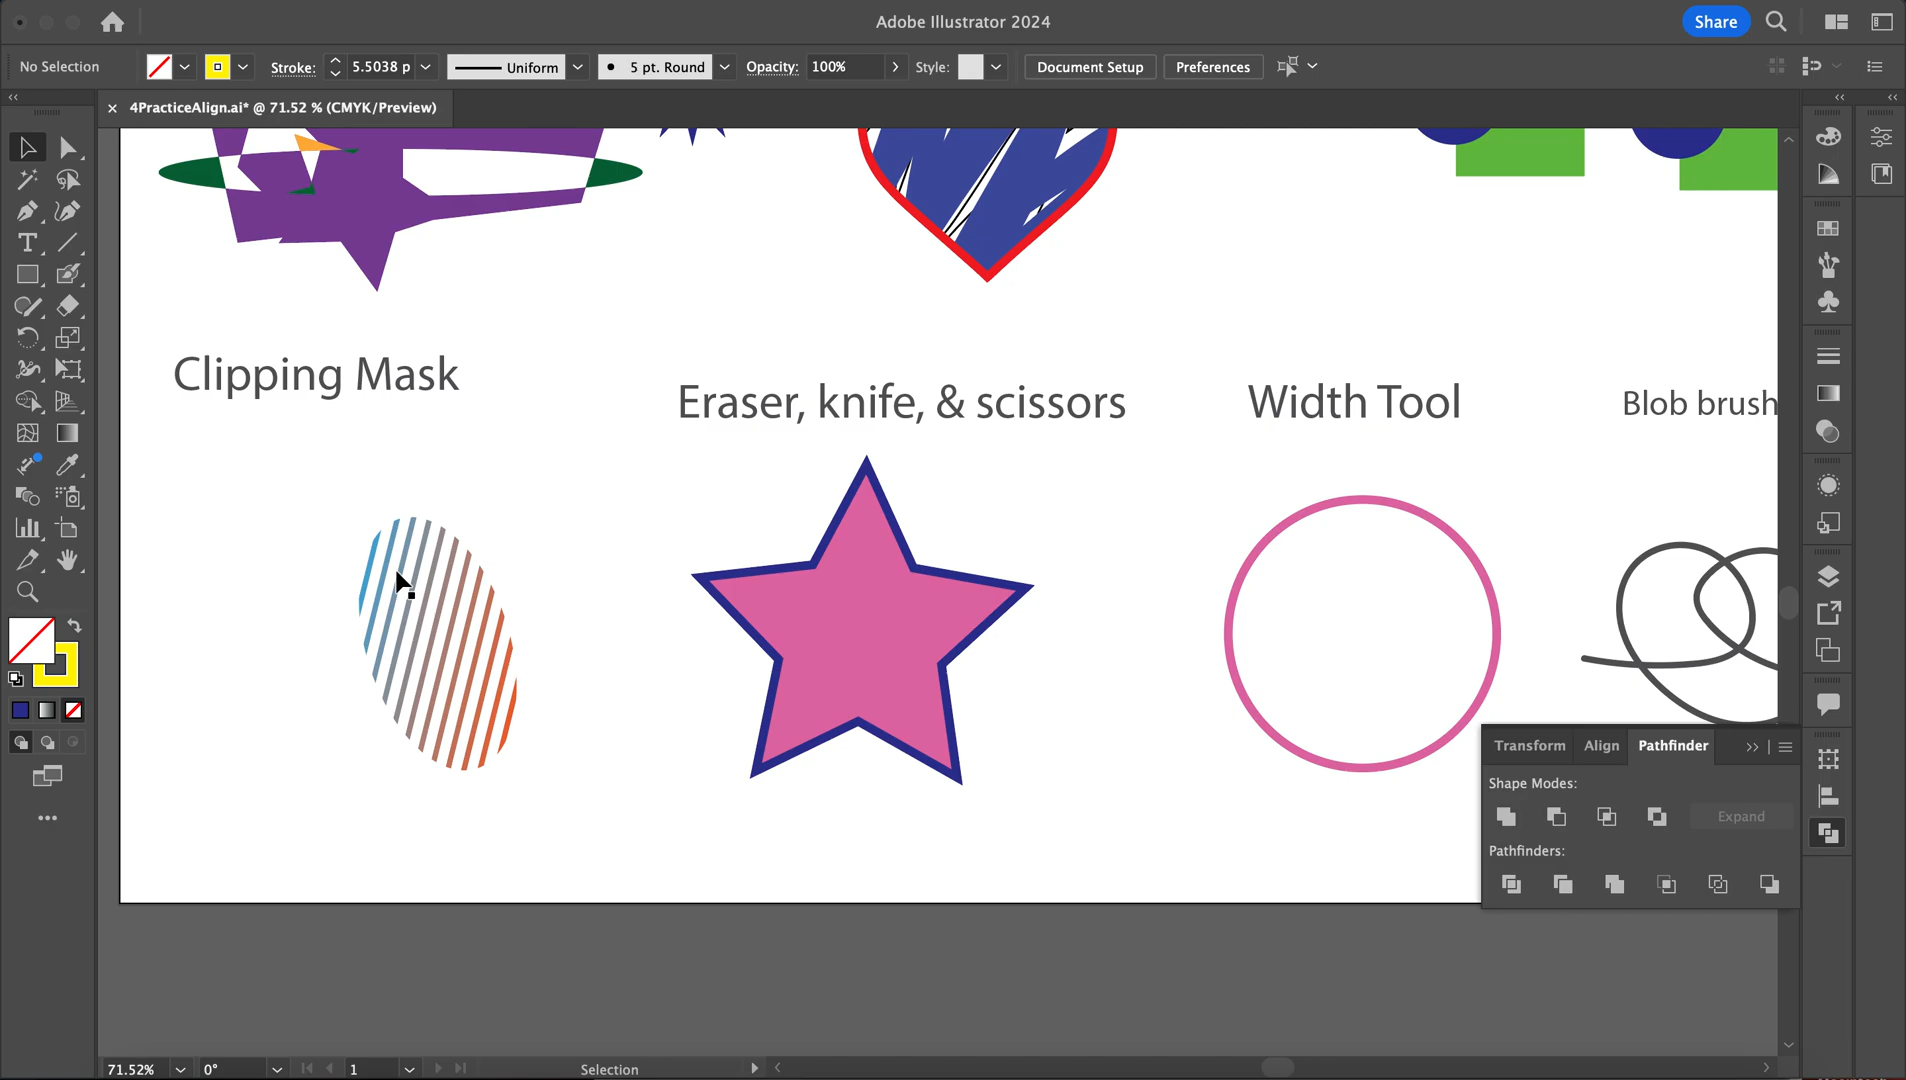 Adobe Illustrator 2024
Share
No Selection
Stroke:
5.5038 p
Uniform
5 pt. Round
Opacity:
100%
Style:
Document Setup
Preferences
4PracticeAlign.ai* @ 71.52 % (CMYK/Preview)
Clipping Mask
Eraser, knife, & scissors
Width Tool
Blob brush
Transform
Align
Pathfinder
Shape Modes:
Expand
Pathfinders:
71.52%
0°
1
Selection